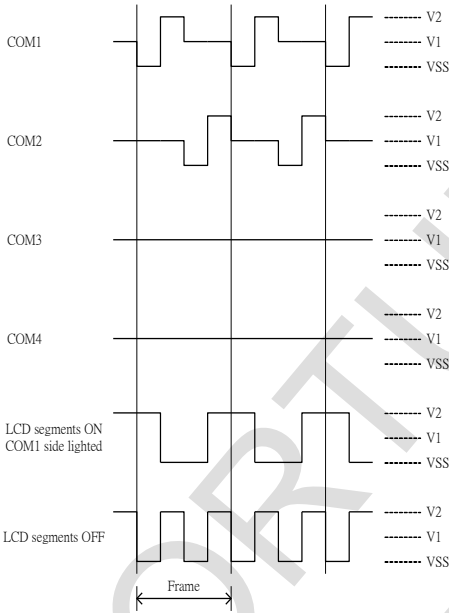 V2
COM1
V1
VSS
V2
COM2
V1
VSS
V2
COM3
V1
VSS
V2
COM4
V1
VSS
LCD segments ON
COM1 side lighted
V2
V1
VSS
V2
LCD segments OFF
V1
VSS
Frame